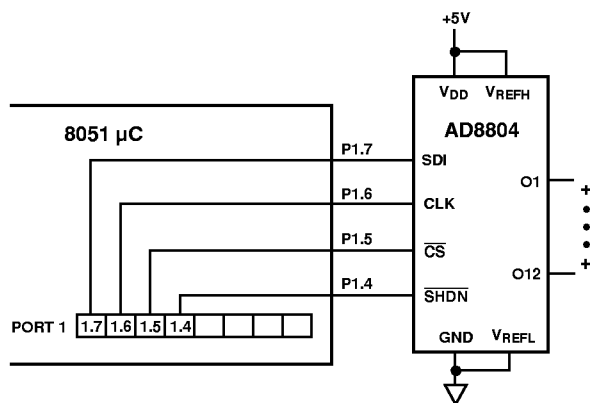 +5V
VDD VREFH
8051 µC
AD8804
P1.7 SDI
O1
P1.6 CLK
P1.5 CS
O12
P1.4 SHDN
PORT 1 1.7 1.6 1.5 1.4
GND VREFL